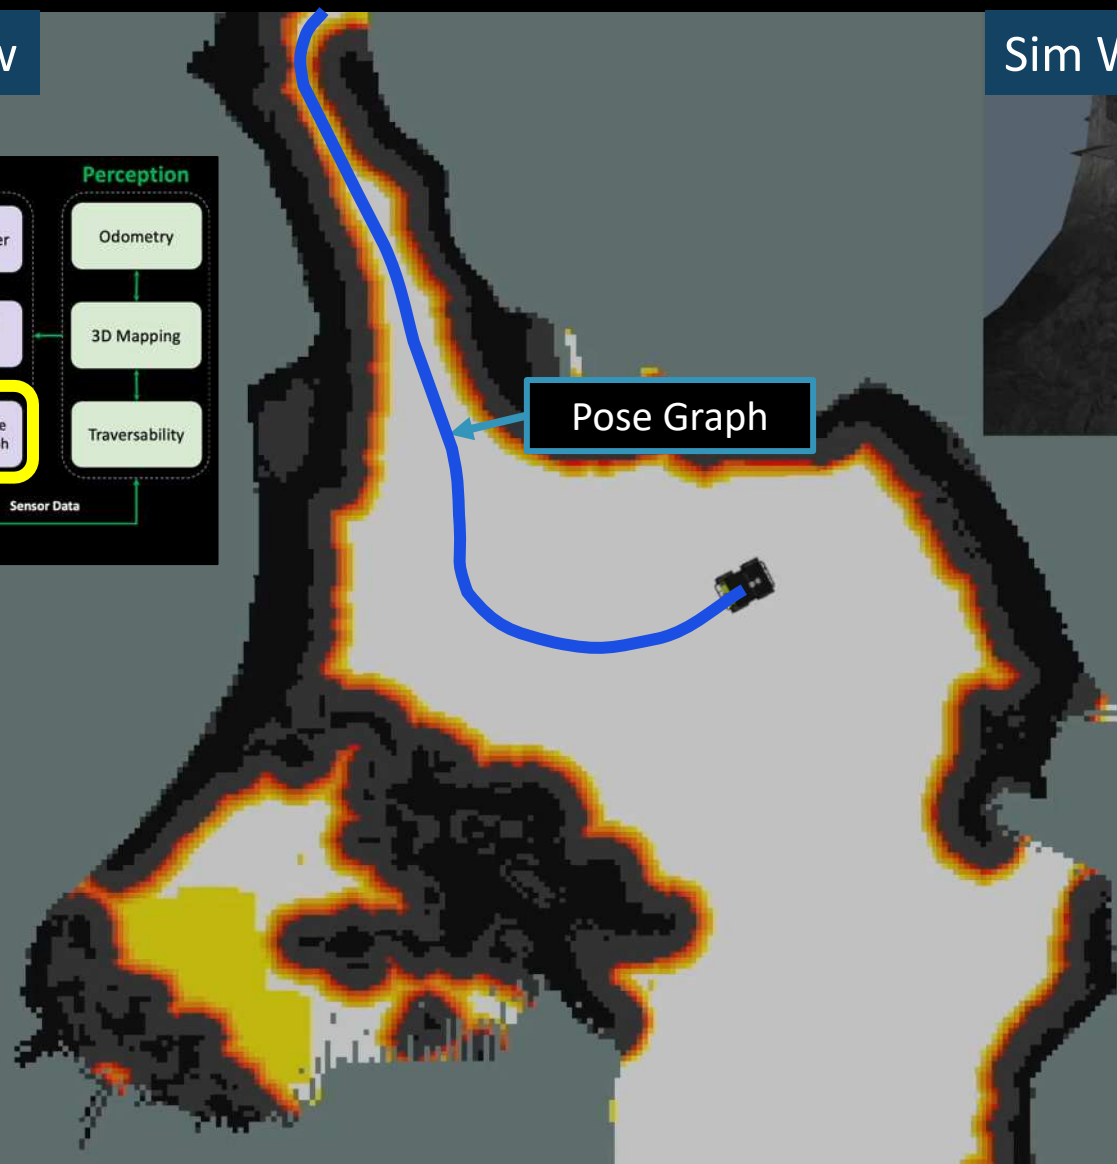 Sim
Perception
Odometry
3D Mapping
Traversability
Sensor Data
Pose Graph